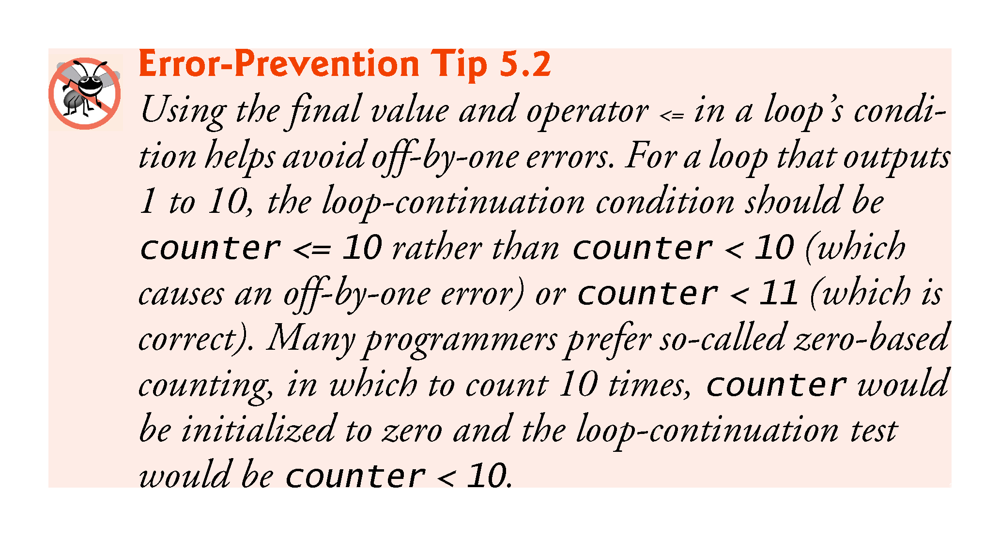 Error-Prevention Tip 5.2
Using the final value and operator <= in a loop’s condi-
tion helps avoid off-by-one errors. For a loop that outputs
1 to 10, the loop-continuation condition should be
counter <= 10 rather than counter < 10 (which
causes an off-by-one error) or counter < 11 (which is
correct). Many programmers prefer so-called zero-based
counting, in which to count 10 times, counter would
be initialized to zero and the loop-continuation test
would be counter < 10.